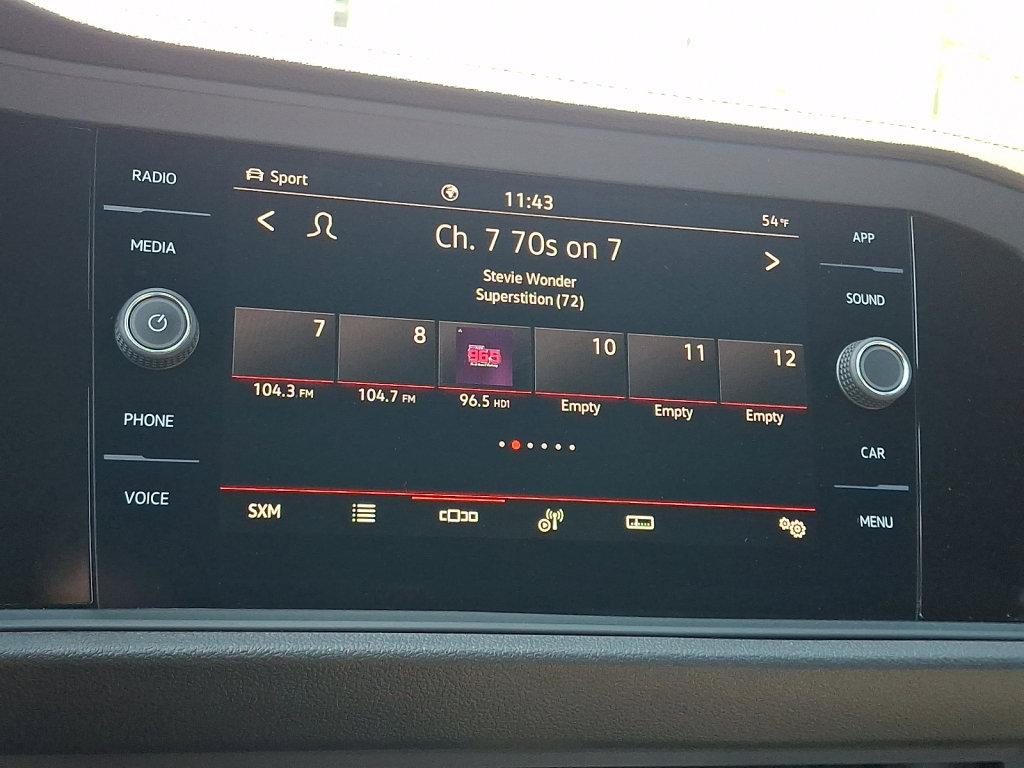 RADIO
MEDIA
PHONE
VOICE
Sport
11:43
54°F
< Ch. 7 70s on 7 >
Stevie Wonder
Superstition (72)
7
8
96.5
10
11
12
104.3 FM
104.7 FM
96.5 HD1
Empty
Empty
Empty
SXM
APP
SOUND
CAR
MENU